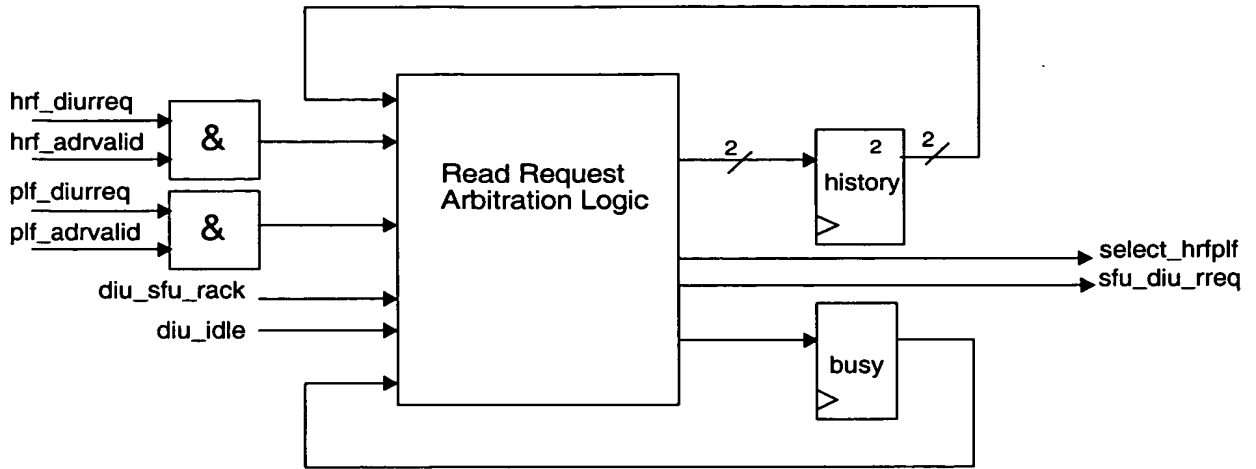 hrf_diurreq
hrf_adrvalid
&
plf_diurreq
plf_adrvalid
&
diu_sfu_rack
diu_idle
Read Request
Arbitration Logic
2
2
2
history
select_hrfplf
sfu_diu_rreq
busy